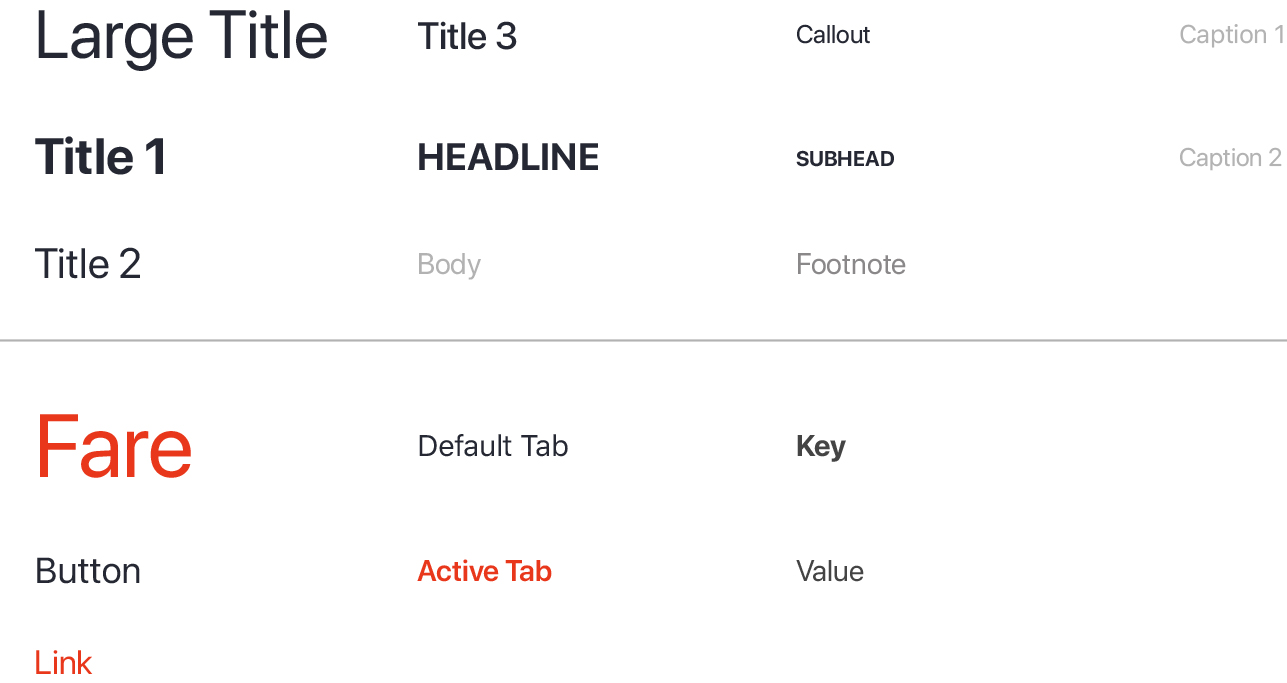 Large Title
Title 3
Callout
Caption 1
Title 1
HEADLINE
SUBHEAD
Caption 2
Title 2
Body
Footnote
Fare
Default Tab
Key
Button
Active Tab
Value
Link